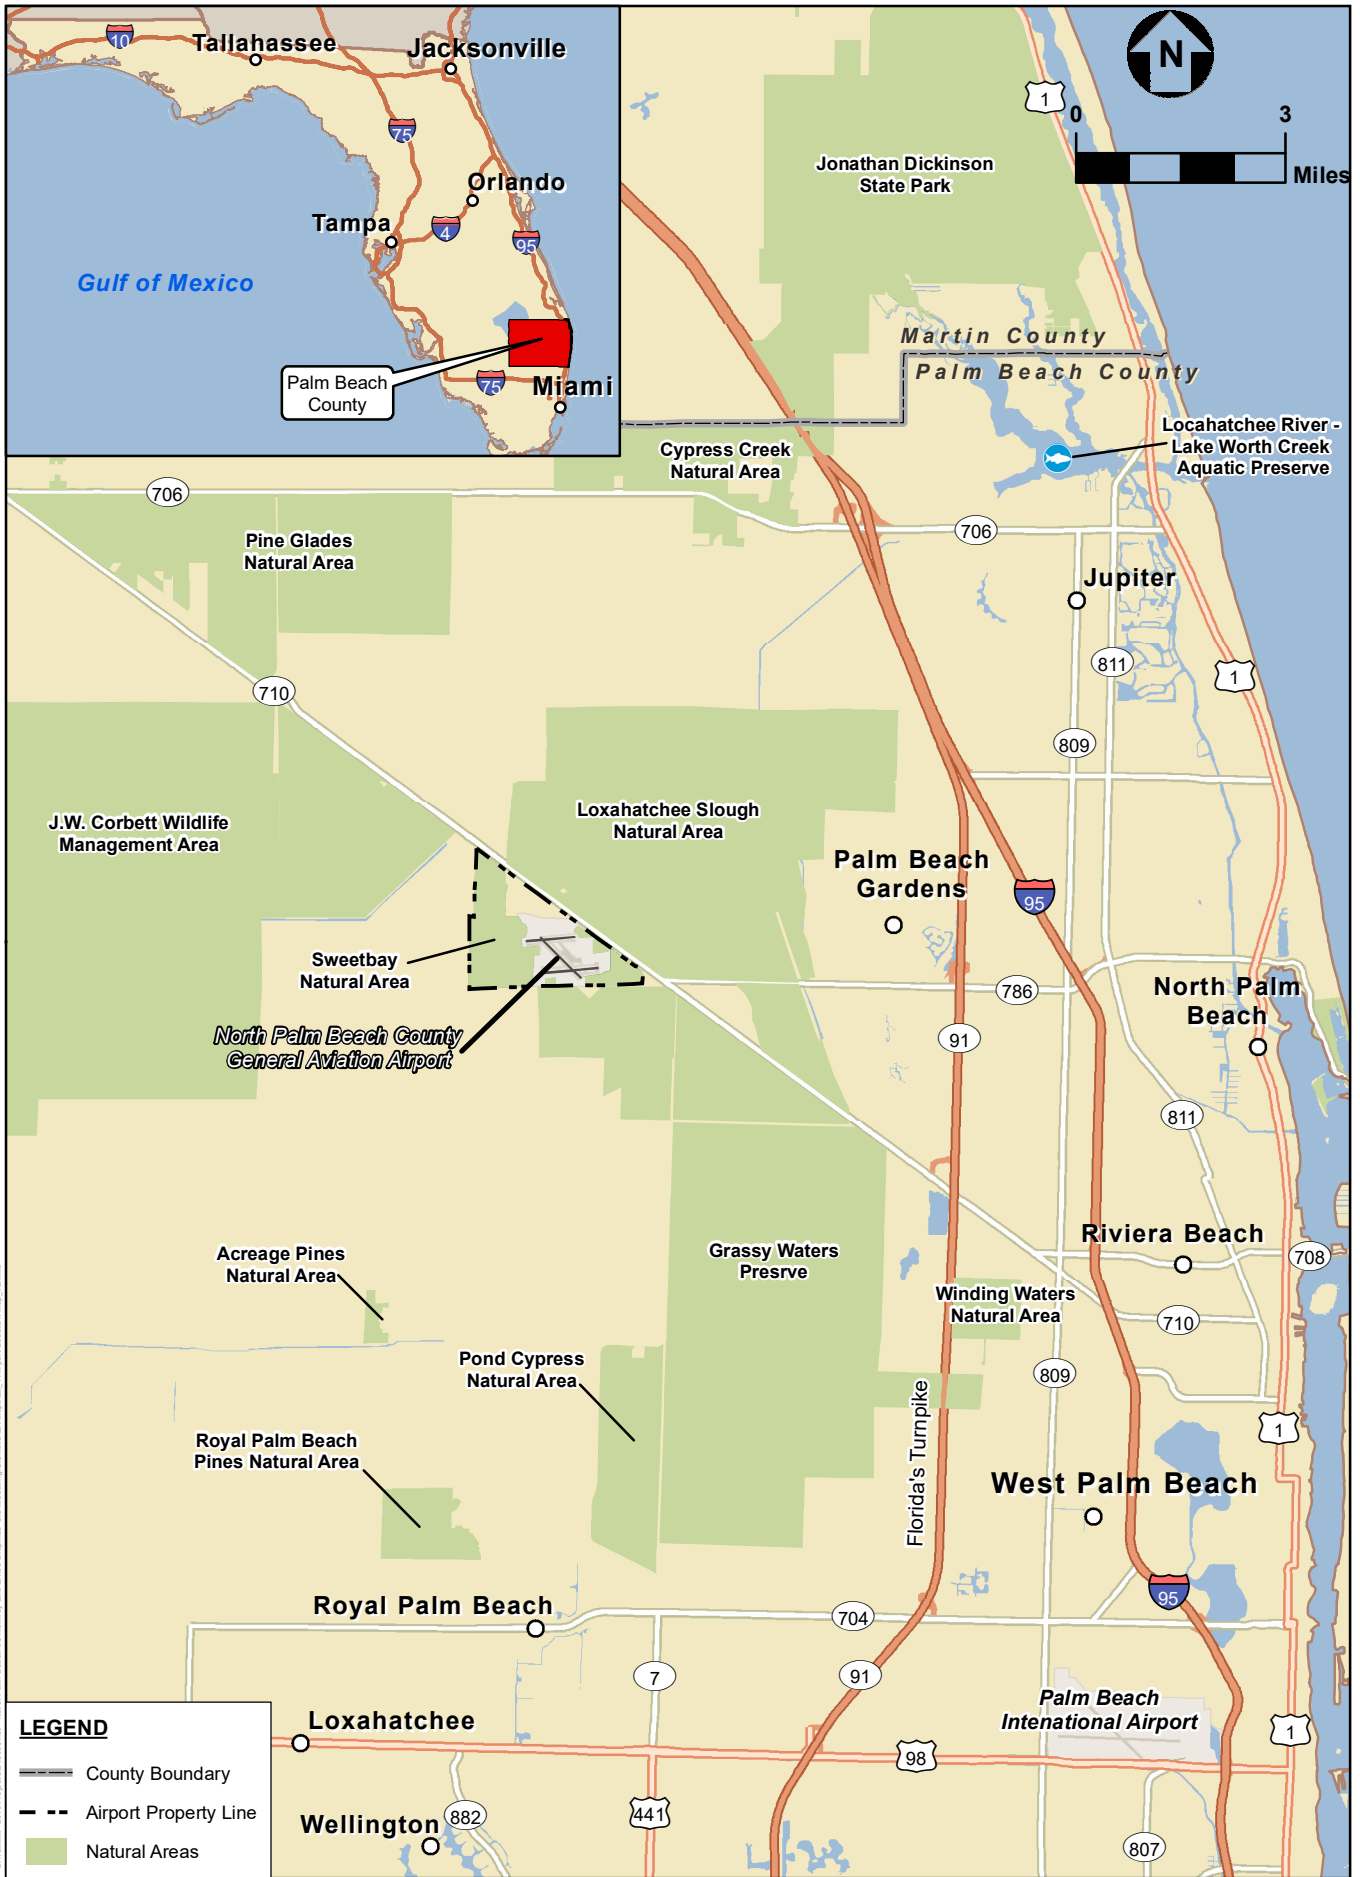 10
Tallahassee
Jacksonville
75
Orlando
Tampa
4
95
Gulf of Mexico
Palm Beach
County
75
Miami
N
0
3
Miles
1
Jonathan Dickinson
State Park
Martin County
Palm Beach County
Locahatchee River -
Lake Worth Creek
Aquatic Preserve
Cypress Creek
Natural Area
706
706
Pine Glades
Natural Area
Jupiter
811
1
710
809
J.W. Corbett Wildlife
Management Area
Loxahatchee Slough
Natural Area
Palm Beach
Gardens
95
Sweetbay
Natural Area
786
North Palm
Beach
North Palm Beach County
General Aviation Airport
91
811
Riviera Beach
708
Acreage Pines
Natural Area
Grassy Waters
Presrve
Winding Waters
Natural Area
710
Pond Cypress
Natural Area
809
Florida's Turnpike
1
Royal Palm Beach
Pines Natural Area
West Palm Beach
95
Royal Palm Beach
704
7
91
Palm Beach
Intenational Airport
1
Loxahatchee
98
441
Wellington
882
807
LEGEND
County Boundary
Airport Property Line
Natural Areas